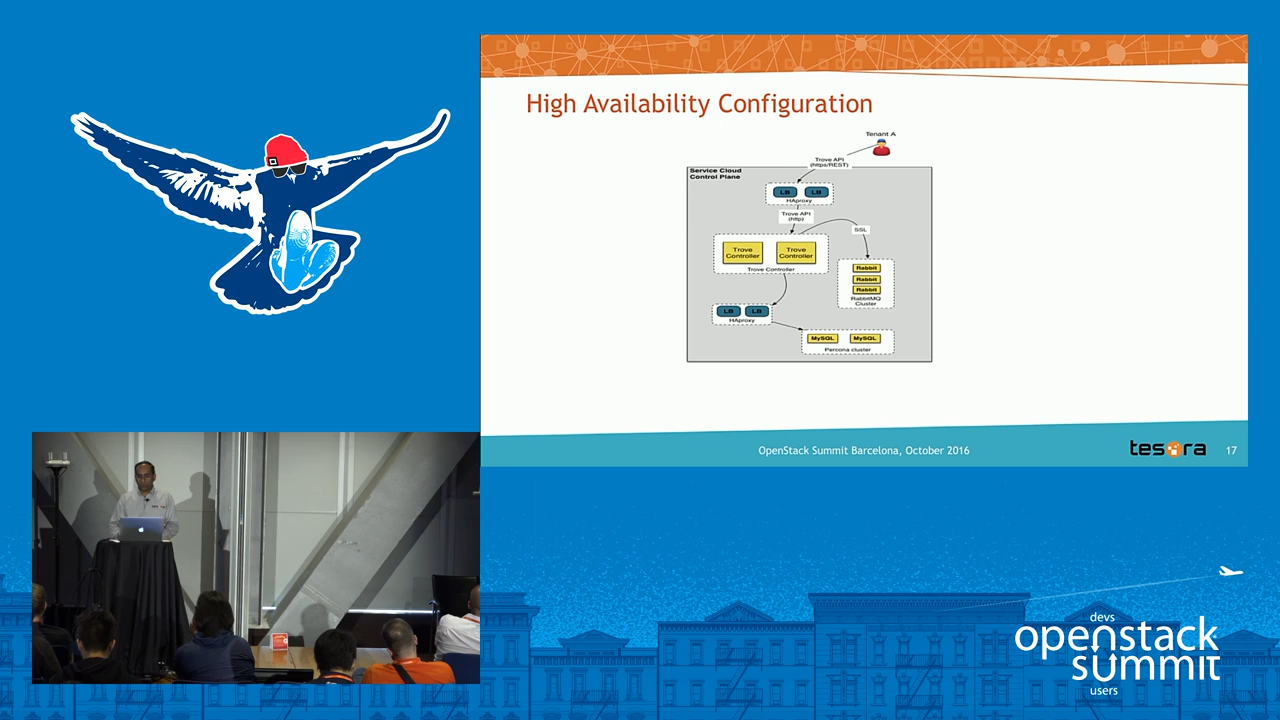 High Availability Configuration
Tenant A
Trove API
(https/REST)
Service Cloud
Control Plane
LB
LB
HAproxy
Trove API
(http)
SSL
Trove
Controller
Trove
Controller
Trove Controller
Rabbit
Rabbit
Rabbit
RabbitMQ
Cluster
LB
LB
HAproxy
MySQL
MySQL
Percona cluster
OpenStack Summit Barcelona, October 2016
tesora
17
devs
openstack
summit
users